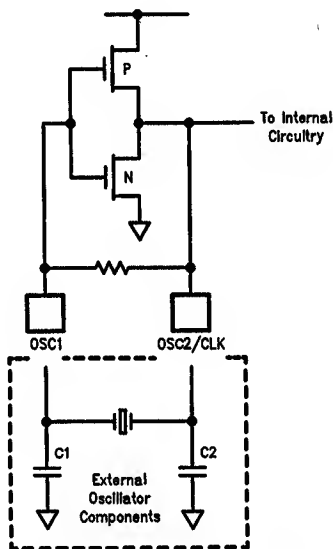 P
To Internal
Circuitry
N
OSC1
OSC2/CLK
C1
C2
External
Oscillator
Components